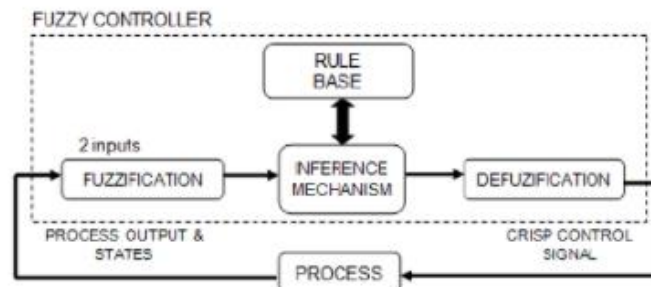 FUZZY CONTROLLER
RULE
BASE
2 inputs
FUZZIFICATION
INFERENCE
MECHANISM
DEFUZIFICATION
PROCESS OUTPUT &
STATES
CRISP CONTROL
SIGNAL
PROCESS